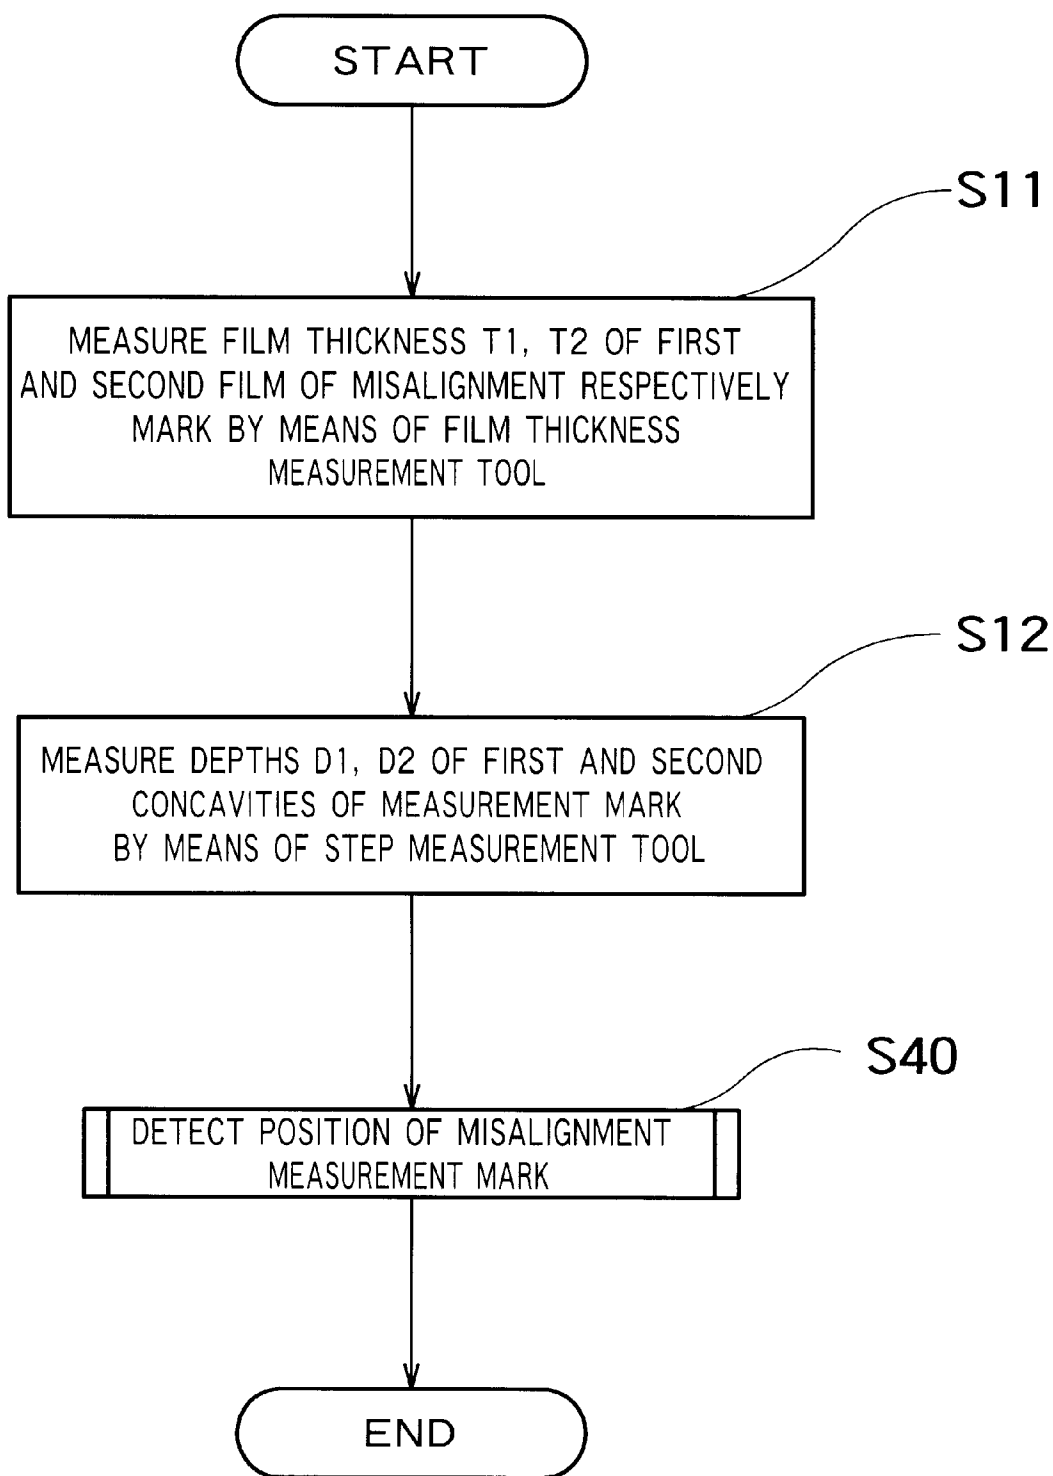 START
S11
MEASURE FILM THICKNESS T1, T2 OF FIRST
AND SECOND FILM OF MISALIGNMENT RESPECTIVELY
MARK BY MEANS OF FILM THICKNESS
MEASUREMENT TOOL
S12
MEASURE DEPTHS D1, D2 OF FIRST AND SECOND
CONCAVITIES OF MEASUREMENT MARK
BY MEANS OF STEP MEASUREMENT TOOL
S40
DETECT POSITION OF MISALIGNMENT
MEASUREMENT MARK
END